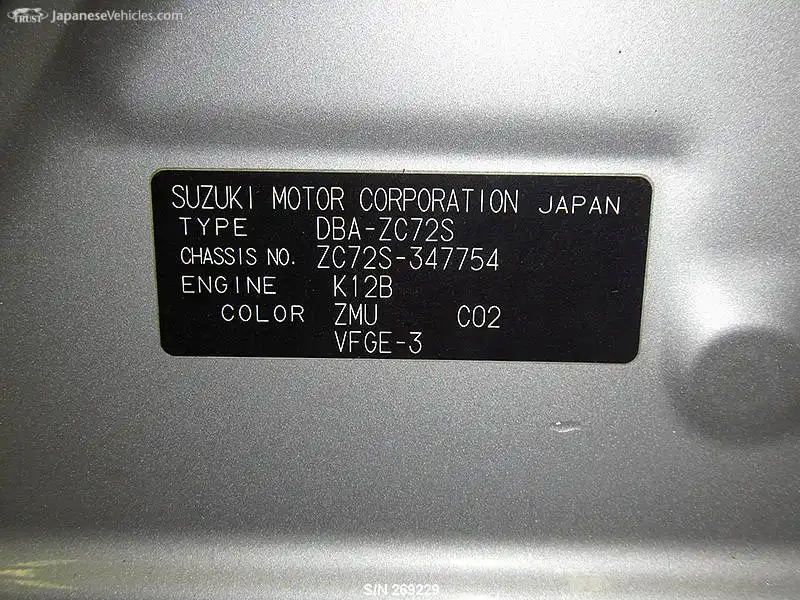 TRUST JapaneseVehicles.com
SUZUKI MOTOR CORPORATION JAPAN
TYPE DBA-ZC72S
CHASSIS NO. ZC72S-347754
ENGINE K12B
COLOR ZMU C02
VFGE-3
S/N 269229